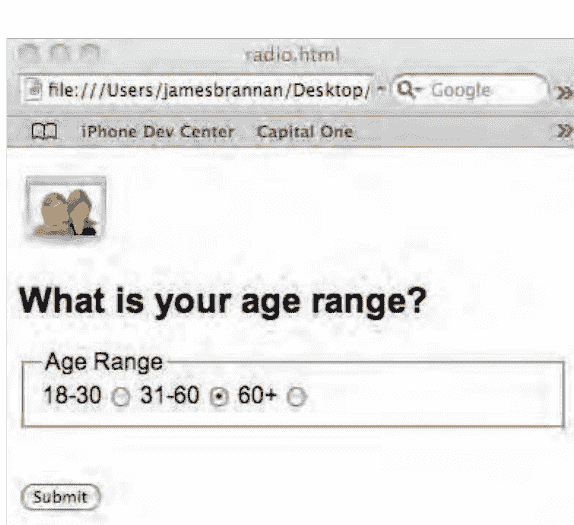 radio.html
file:///Users/jamesbrannan/Desktop/ Google
iPhone Dev Center Capital One
What is your age range?
Age Range
18-30 31-60 60+
Submit